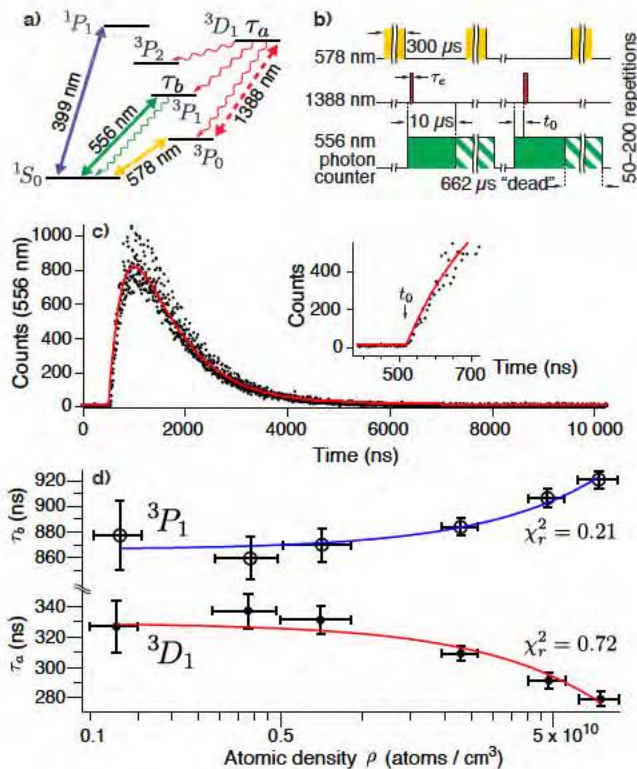 a)
¹P₁
³P₂
³D₁ τₐ
τ_b
³P₁
³P₀
¹S₀
399 nm
556 nm
578 nm
1388 nm
b)
578 nm
300 µs
1388 nm
τₑ
10 µs
t₀
556 nm
photon
counter
662 µs "dead"
50–200 repetitions
c)
Counts (556 nm)
1000
800
600
400
200
0
0 2000 4000 6000 8000 10000
Time (ns)
Counts
400
200
0
t₀
500 700
Time (ns)
d)
τ_b (ns)
920
900
880
860
³P₁
χᵣ² = 0.21
τₐ (ns)
340
320
300
280
³D₁
χᵣ² = 0.72
0.1 0.5 5 x 10¹⁰
Atomic density ρ (atoms / cm³)